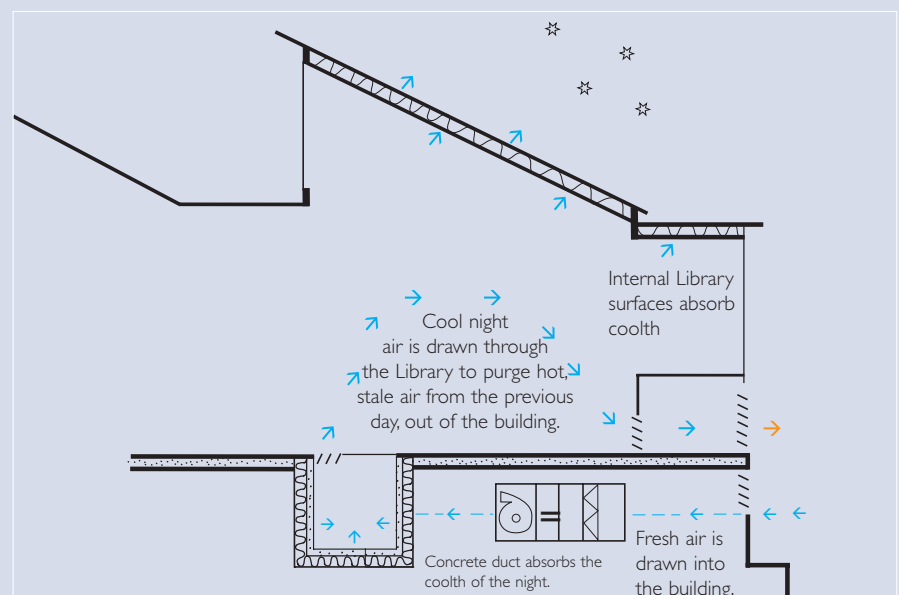 Internal Library
surfaces absorb
coolth
Cool night
air is drawn through
the Library to purge hot,
stale air from the previous
day, out of the building.
Concrete duct absorbs the
coolth of the night.
Fresh air is
drawn into
the building.